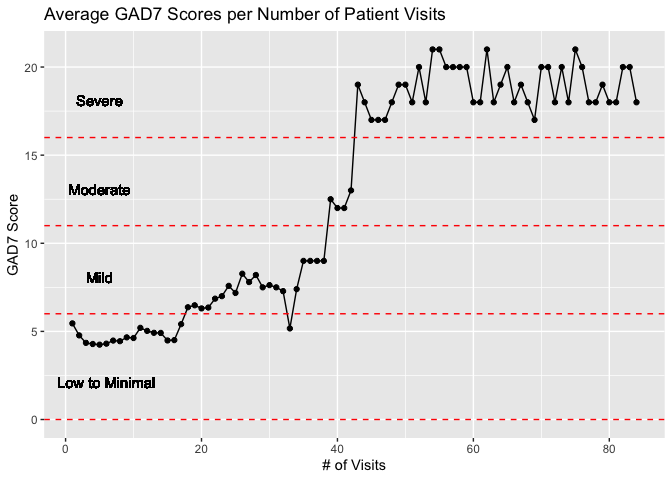 Average GAD7 Scores per Number of Patient Visits
20
Severe
15
Moderate
10
Mild
5
Low to Minimal
0
GAD7 Score
0 20 40 60 80
# of Visits